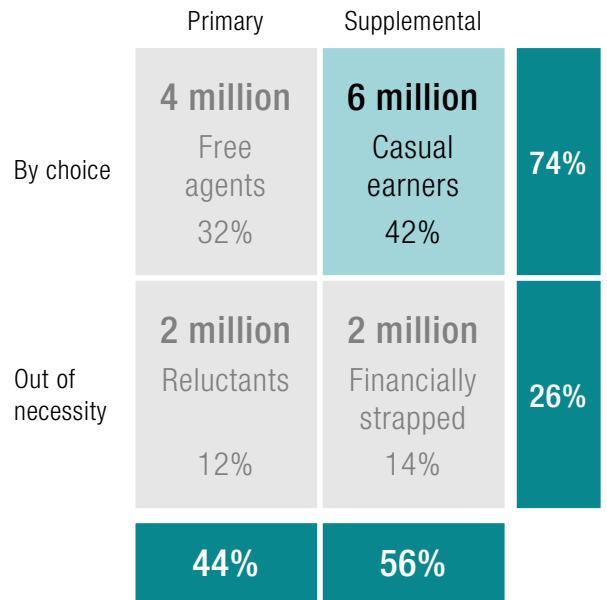 Primary
Supplemental
By choice
4 million
Free
agents
32%
6 million
Casual
earners
42%
74%
Out of
necessity
2 million
Reluctants
12%
2 million
Financially
strapped
14%
26%
44%
56%